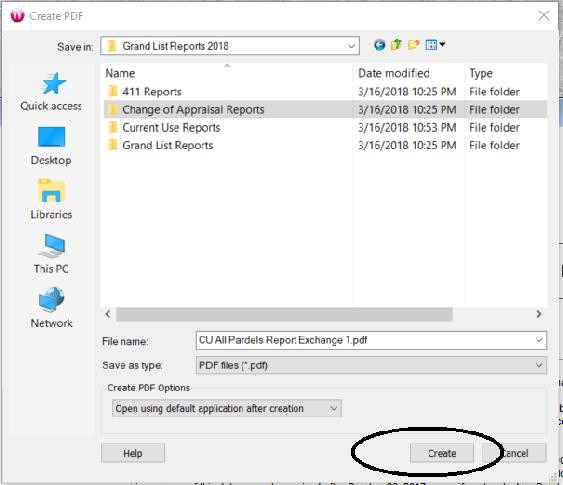 Create PDF
Save in: Grand List Reports 2018
Name Date modified Type
411 Reports 3/16/2018 10:25 PM File folder
Change of Appraisal Reports 3/16/2018 10:25 PM File folder
Current Use Reports 3/16/2018 10:53 PM File folder
Grand List Reports 3/16/2018 10:25 PM File folder
Quick access
Desktop
Libraries
This PC
Network
File name: CU All Pardels Report Exchange 1.pdf
Save as type: PDF files (*.pdf)
Create PDF Options
Open using default application after creation
Help Create Cancel